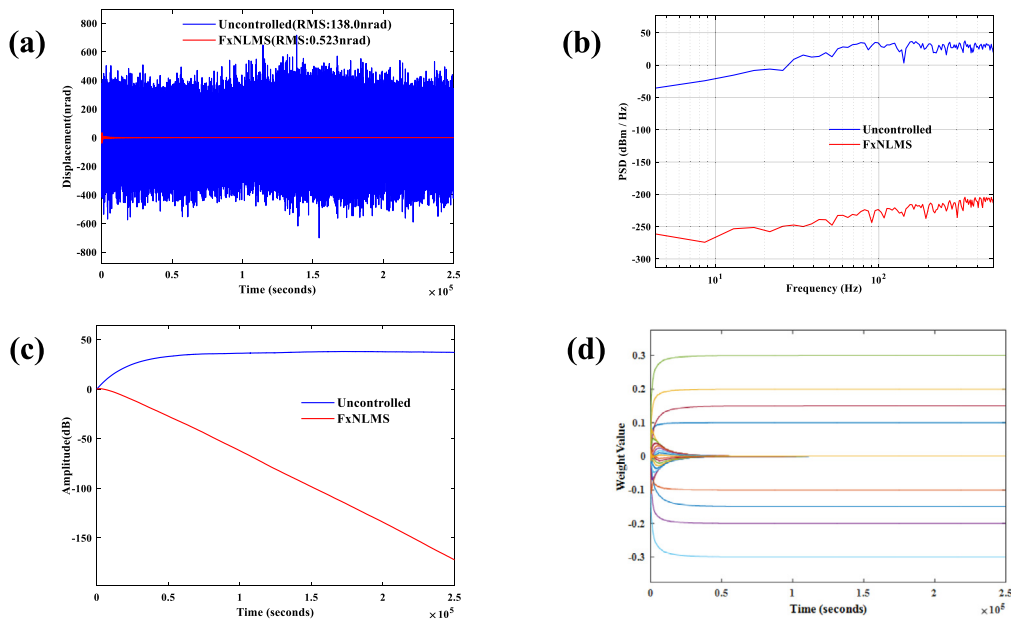 (a)
Uncontrolled(RMS:138.0nrad)
FxNLMS(RMS:0.523nrad)
800
600
400
200
0
-200
-400
-600
-800
Displacement(nrad)
0 0.5 1 1.5 2 2.5
Time (seconds)
×10⁵
(b)
50
0
-50
-100
-150
-200
-250
-300
PSD (dBm / Hz)
Uncontrolled
FxNLMS
10¹ 10²
Frequency (Hz)
(c)
50
0
-50
-100
-150
Amplitude(dB)
Uncontrolled
FxNLMS
0 0.5 1 1.5 2 2.5
Time (seconds)
×10⁵
(d)
0.3
0.2
0.1
0
-0.1
-0.2
-0.3
Weight Value
0 0.5 1 1.5 2 2.5
Time (seconds)
×10⁵